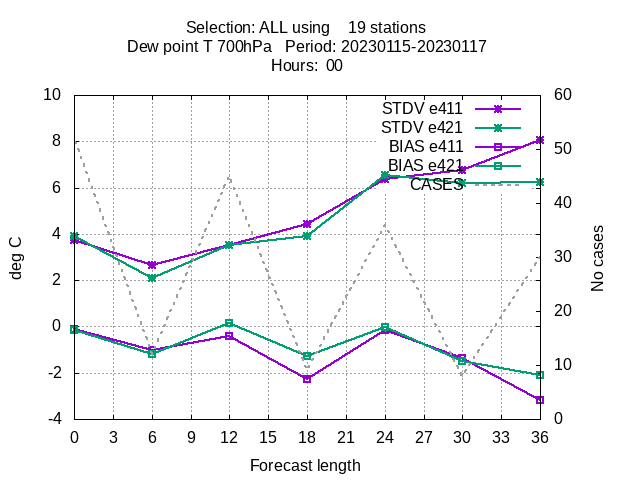 Selection: ALL using    19 stations
Dew point T 700hPa   Period: 20230115-20230117
Hours:  00
STDV e411
STDV e421
BIAS e411
BIAS e421
CASES
10
8
6
4
2
0
-2
-4
60
50
40
30
20
10
0
deg C
No cases
0 3 6 9 12 15 18 21 24 27 30 33 36
Forecast length